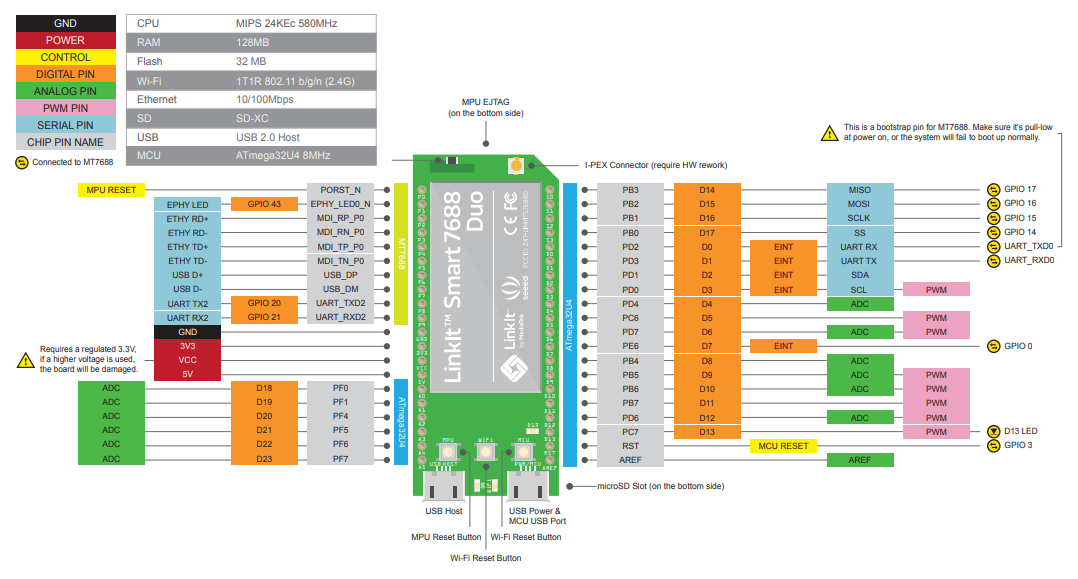 GND
POWER
CONTROL
DIGITAL PIN
ANALOG PIN
PWM PIN
SERIAL PIN
CHIP PIN NAME
Connected to MT7688
CPU MIPS 24KEc 580MHz
RAM 128MB
Flash 32 MB
Wi-Fi 1T1R 802.11 b/g/n (2.4G)
Ethernet 10/100Mbps
SD SD-XC
USB USB 2.0 Host
MCU ATmega32U4 8MHz
MPU EJTAG
(on the bottom side)
I-PEX Connector (require HW rework)
This is a bootstrap pin for MT7688. Make sure it's pull-low
at power on, or the system will fail to boot up normally.
MPU RESET PORST_N
EPHY LED GPIO 43 EPHY_LED0_N
ETHY RD+ MDI_RP_P0
ETHY RD- MDI_RN_P0
ETHY TD+ MDI_TP_P0
ETHY TD- MDI_TN_P0
USB D+ USB_DP
USB D- USB_DM
UART TX2 GPIO 20 UART_TXD2
UART RX2 GPIO 21 UART_RXD2
GND
3V3
VCC
5V
Requires a regulated 3.3V,
if a higher voltage is used,
the board will be damaged.
ADC D18 PF0
ADC D19 PF1
ADC D20 PF4
ADC D21 PF5
ADC D22 PF6
ADC D23 PF7
MT7688
ATmega32U4
LinkIt™ Smart 7688
Duo
CE FC
seeed
LinkIt
by MediaTek
D13
MPU
WiFi
MCU
USB HOST
ATmega32U4
PB3 D14 MISO GPIO 17
PB2 D15 MOSI GPIO 16
PB1 D16 SCLK GPIO 15
PB0 D17 SS GPIO 14
PD2 D0 EINT UART RX UART_TXD0
PD3 D1 EINT UART TX UART_RXD0
PD1 D2 EINT SDA
PD0 D3 EINT SCL PWM
PD4 D4 ADC
PC6 D5 PWM
PD7 D6 ADC PWM
PE6 D7 EINT GPIO 0
PB4 D8 ADC
PB5 D9 ADC PWM
PB6 D10 ADC PWM
PB7 D11 PWM
PD6 D12 ADC PWM
PC7 D13 PWM D13 LED
RST MCU RESET GPIO 3
AREF AREF
microSD Slot (on the bottom side)
USB Host
USB Power &
MCU USB Port
MPU Reset Button
Wi-Fi Reset Button
Wi-Fi Reset Button